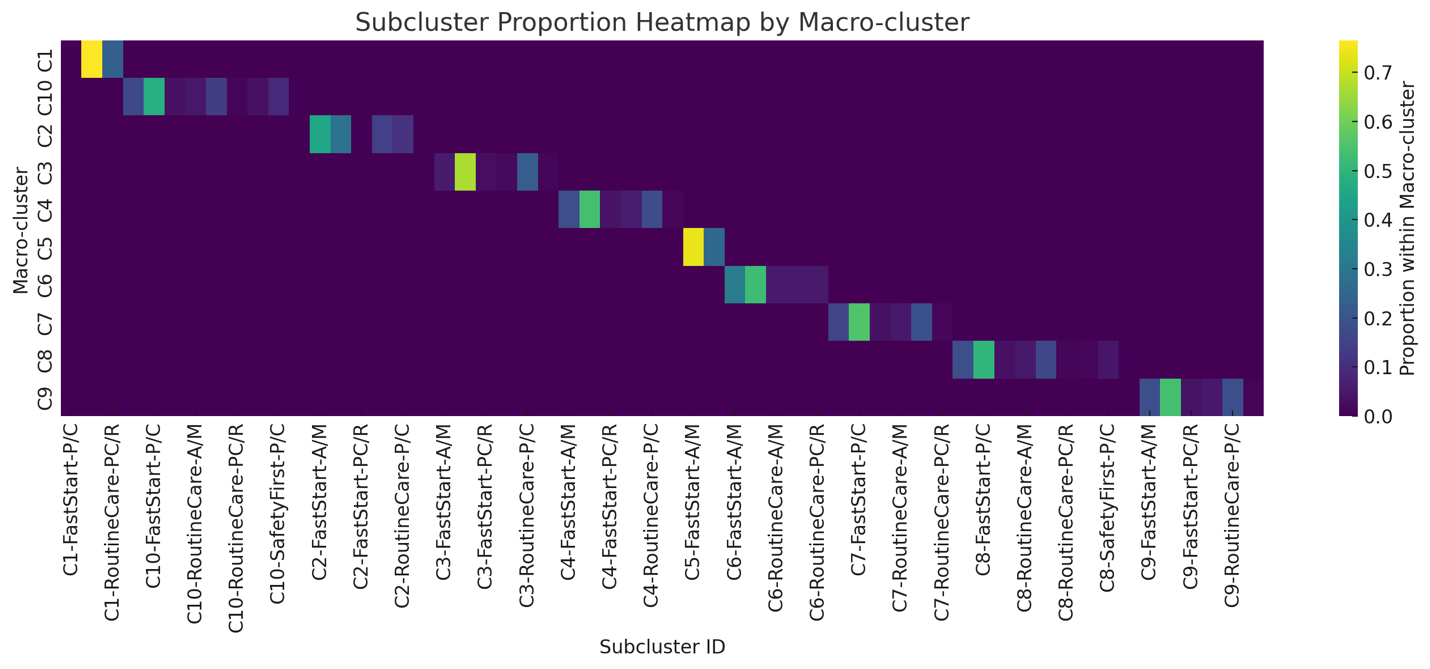 Subcluster Proportion Heatmap by Macro-cluster
Macro-cluster
C1
C10
C2
C3
C4
C5
C6
C7
C8
C9
C1-FastStart-P/C
C1-RoutineCare-PC/R
C10-FastStart-P/C
C10-RoutineCare-A/M
C10-RoutineCare-PC/R
C10-SafetyFirst-P/C
C2-FastStart-A/M
C2-FastStart-PC/R
C2-RoutineCare-P/C
C3-FastStart-A/M
C3-FastStart-PC/R
C3-RoutineCare-P/C
C4-FastStart-A/M
C4-FastStart-PC/R
C4-RoutineCare-P/C
C5-FastStart-A/M
C6-FastStart-A/M
C6-RoutineCare-A/M
C6-RoutineCare-PC/R
C7-FastStart-P/C
C7-RoutineCare-A/M
C7-RoutineCare-PC/R
C8-FastStart-P/C
C8-RoutineCare-A/M
C8-RoutineCare-PC/R
C8-SafetyFirst-P/C
C9-FastStart-A/M
C9-FastStart-PC/R
C9-RoutineCare-P/C
Subcluster ID
0.7
0.6
0.5
0.4
0.3
0.2
0.1
0.0
Proportion within Macro-cluster